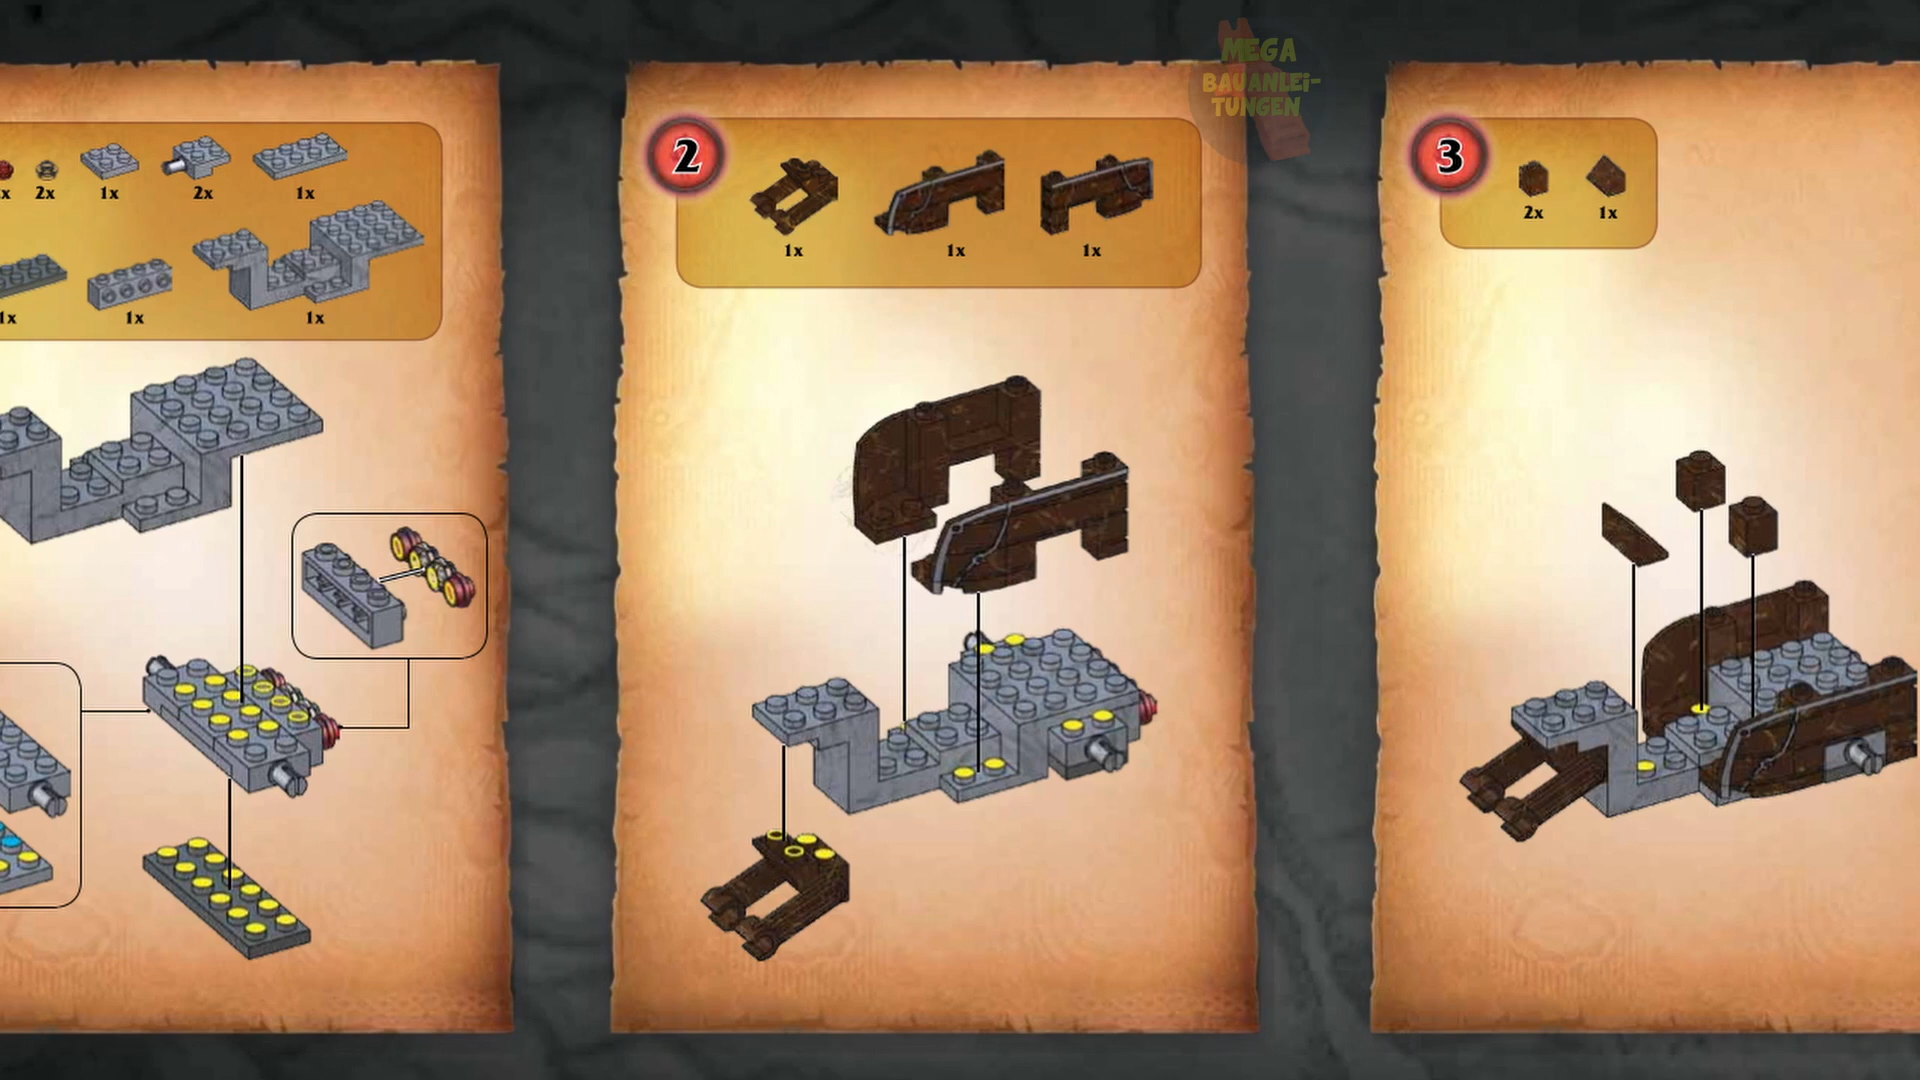 x 2x 1x 2x 1x
1x 1x 1x
2
1x 1x 1x
MEGA
BAUANLEi-
TUNGEN
3
2x 1x